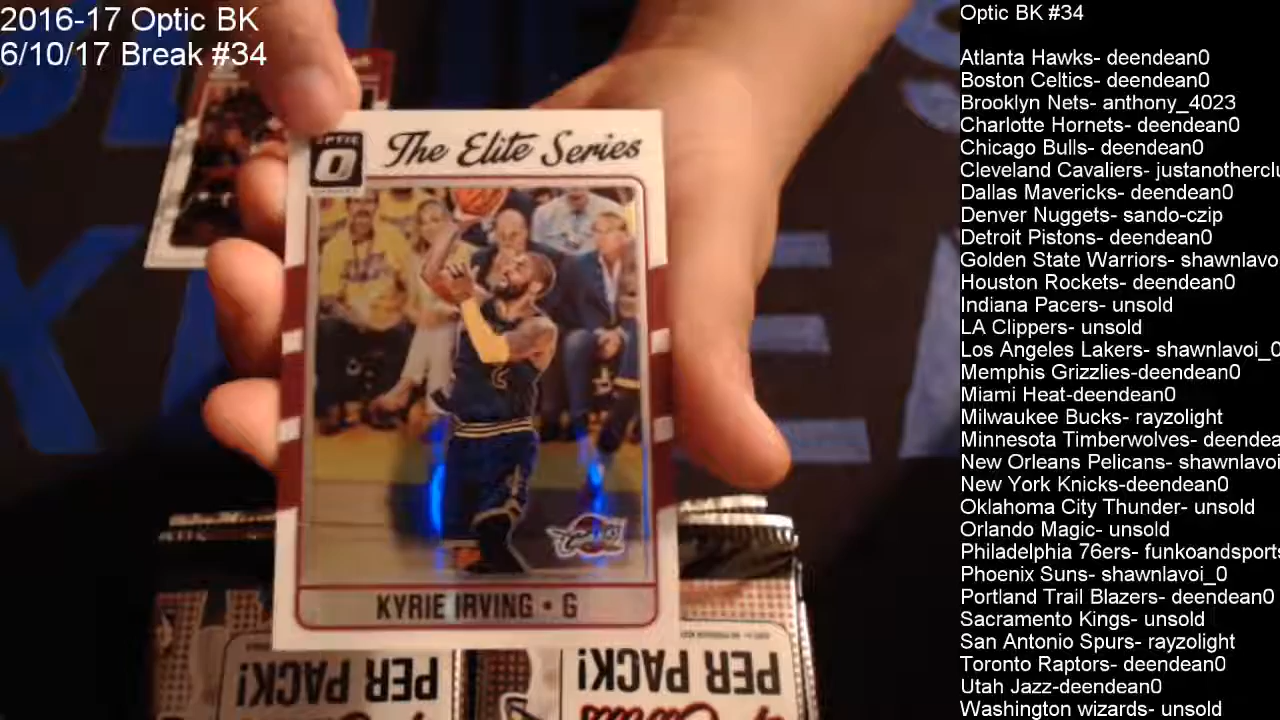 2016-17 Optic BK
6/10/17 Break #34
OPTIC
The Elite Series
CAVS
KYRIE IRVING • G
PER PACK!
PER PACK!
Optic BK #34
Atlanta Hawks- deendean0
Boston Celtics- deendean0
Brooklyn Nets- anthony_4023
Charlotte Hornets- deendean0
Chicago Bulls- deendean0
Cleveland Cavaliers- justanotherclu
Dallas Mavericks- deendean0
Denver Nuggets- sando-czip
Detroit Pistons- deendean0
Golden State Warriors- shawnlavo
Houston Rockets- deendean0
Indiana Pacers- unsold
LA Clippers- unsold
Los Angeles Lakers- shawnlavoi_0
Memphis Grizzlies-deendean0
Miami Heat-deendean0
Milwaukee Bucks- rayzolight
Minnesota Timberwolves- deendea
New Orleans Pelicans- shawnlavoi
New York Knicks-deendean0
Oklahoma City Thunder- unsold
Orlando Magic- unsold
Philadelphia 76ers- funkoandsports
Phoenix Suns- shawnlavoi_0
Portland Trail Blazers- deendean0
Sacramento Kings- unsold
San Antonio Spurs- rayzolight
Toronto Raptors- deendean0
Utah Jazz-deendean0
Washington wizards- unsold